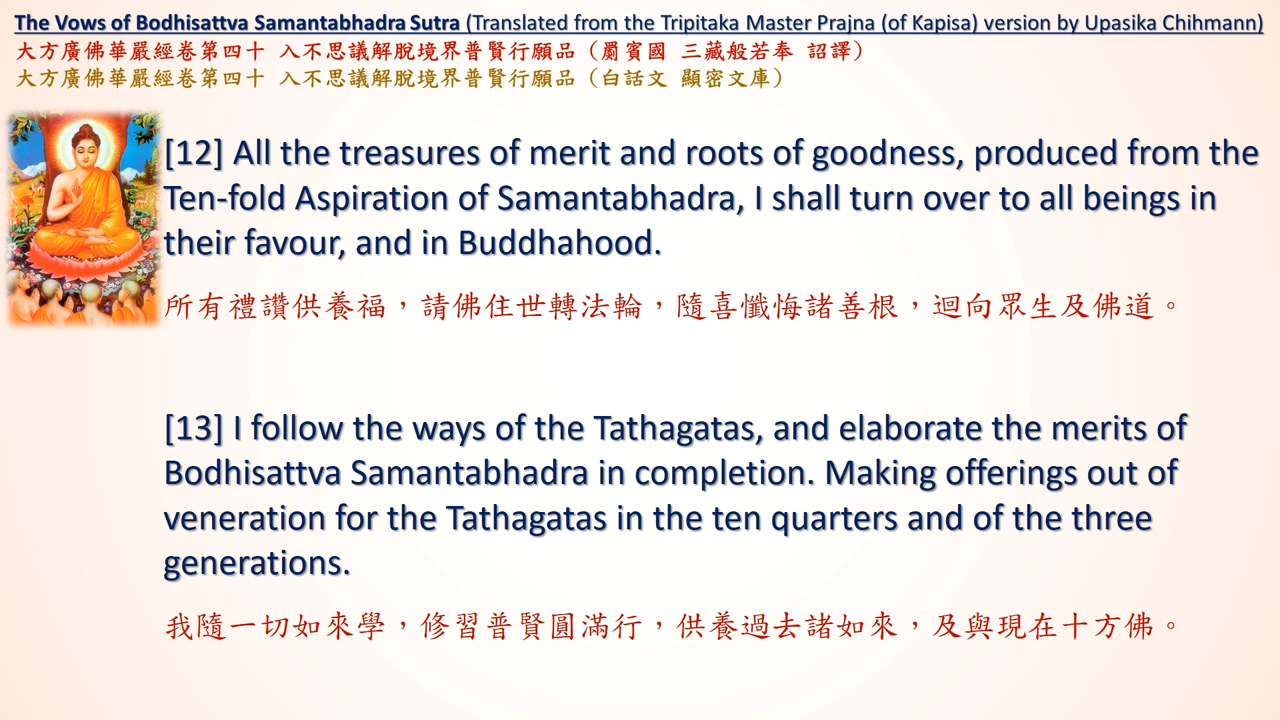 The Vows of Bodhisattva Samantabhadra Sutra (Translated from the Tripitaka Master Prajna (of Kapisa) version by Upasika Chihmann)
大方廣佛華嚴經卷第四十 入不思議解脫境界普賢行願品（罽賓國 三藏般若奉 詔譯）
大方廣佛華嚴經卷第四十 入不思議解脫境界普賢行願品（白話文 顯密文庫）
[12] All the treasures of merit and roots of goodness, produced from the
Ten-fold Aspiration of Samantabhadra, I shall turn over to all beings in
their favour, and in Buddhahood.
所有禮讚供養福，請佛住世轉法輪，隨喜懺悔諸善根，迴向眾生及佛道。
[13] I follow the ways of the Tathagatas, and elaborate the merits of
Bodhisattva Samantabhadra in completion. Making offerings out of
veneration for the Tathagatas in the ten quarters and of the three
generations.
我隨一切如來學，修習普賢圓滿行，供養過去諸如來，及與現在十方佛。